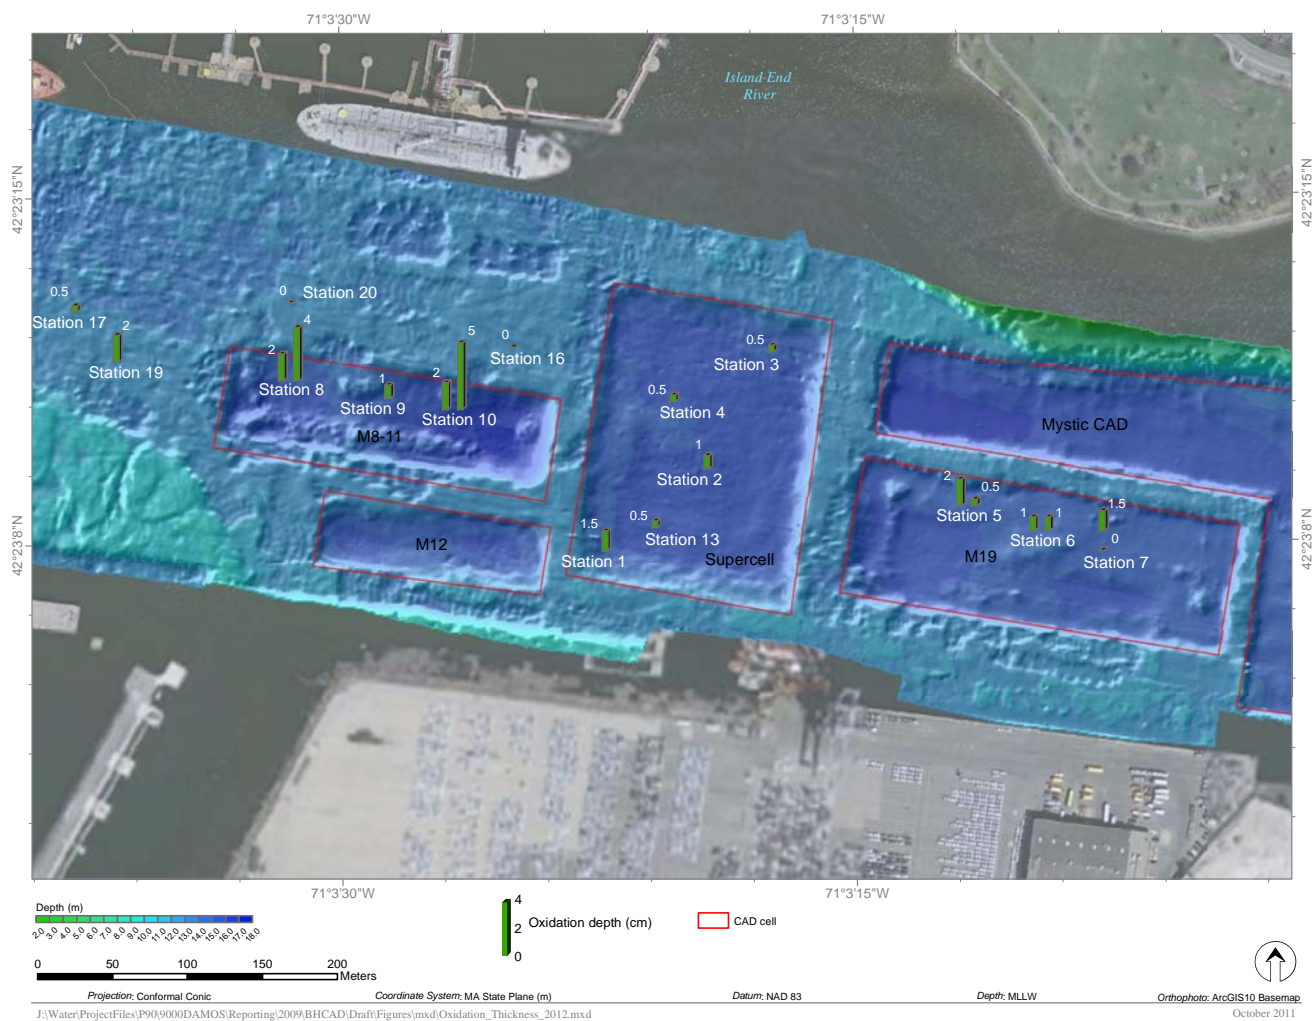 71°3'30"W
71°3'15"W
Island End
River
42°23'15"N
42°23'15"N
0.5
Station 17
2
Station 19
0
Station 20
4
2
Station 8
1
Station 9
5
2
Station 10
0
Station 16
M8-11
M12
0.5
Station 3
0.5
Station 4
1
Station 2
0.5
Station 13
1.5
Station 1
Supercell
Mystic CAD
2
0.5
Station 5
1
1
Station 6
1.5
0
Station 7
M19
42°23'8"N
42°23'8"N
71°3'30"W
71°3'15"W
Depth (m)
2.0 3.0 4.0 5.0 6.0 7.0 8.0 9.0 10.0 11.0 12.0 13.0 14.0 15.0 16.0 17.0 18.0
4
2
0
Oxidation depth (cm)
CAD cell
0 50 100 150 200
Meters
Projection: Conformal Conic
Coordinate System: MA State Plane (m)
Datum: NAD 83
Depth: MLLW
Orthophoto: ArcGIS10 Basemap
J:\Water\ProjectFiles\P90\9000DAMOS\Reporting\2009\BHCAD\Draft\Figures\mxd\Oxidation_Thickness_2012.mxd
October 2011